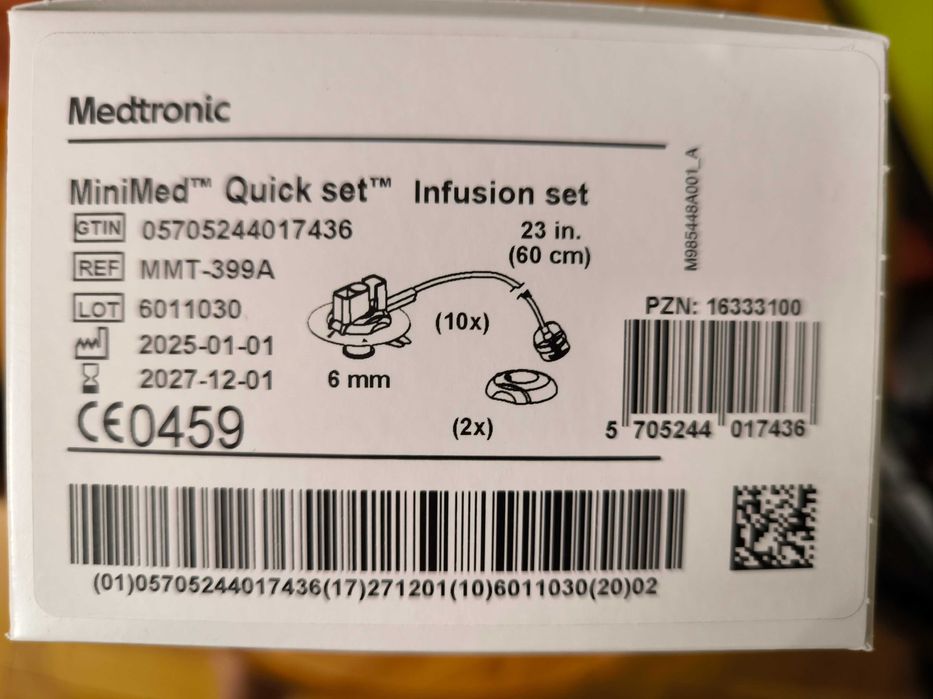 Medtronic
MiniMed™ Quick set™ Infusion set
GTIN 05705244017436
REF MMT-399A
LOT 6011030
2025-01-01
2027-12-01
CE0459
23 in.
(60 cm)
(10x)
6 mm
(2x)
M985448A001_A
PZN: 16333100
5 705244 017436
(01)05705244017436(17)271201(10)6011030(20)02